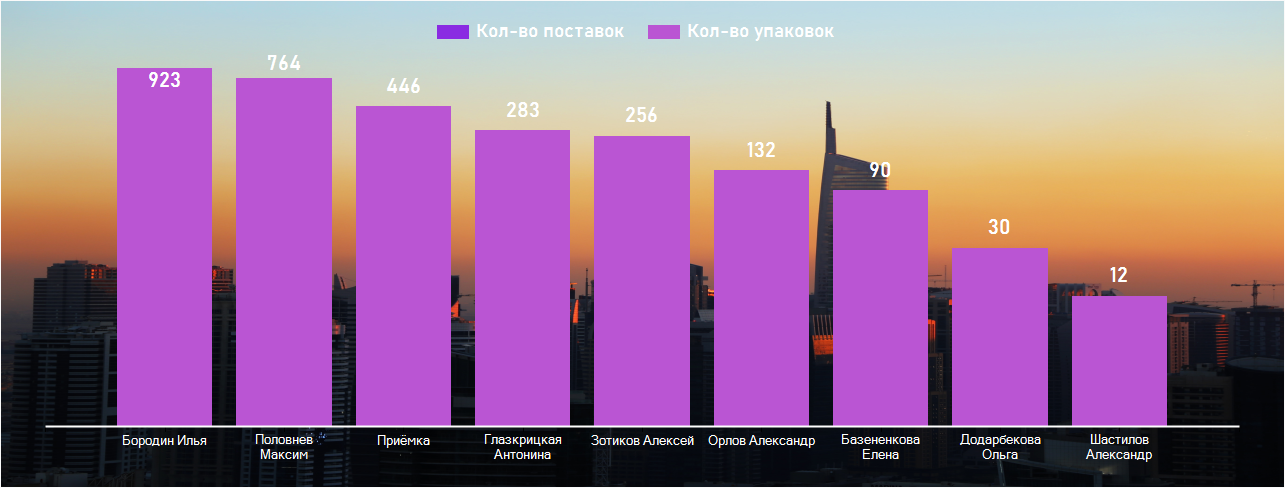 Кол-во поставок Кол-во упаковок
923
764
446
283
256
132
90
30
12
Бородин Илья
Половнев
Максим
Приёмка
Глазкрицкая
Антонина
Зотиков Алексей
Орлов Александр
Базененкова
Елена
Додарбекова
Ольга
Шастилов
Александр